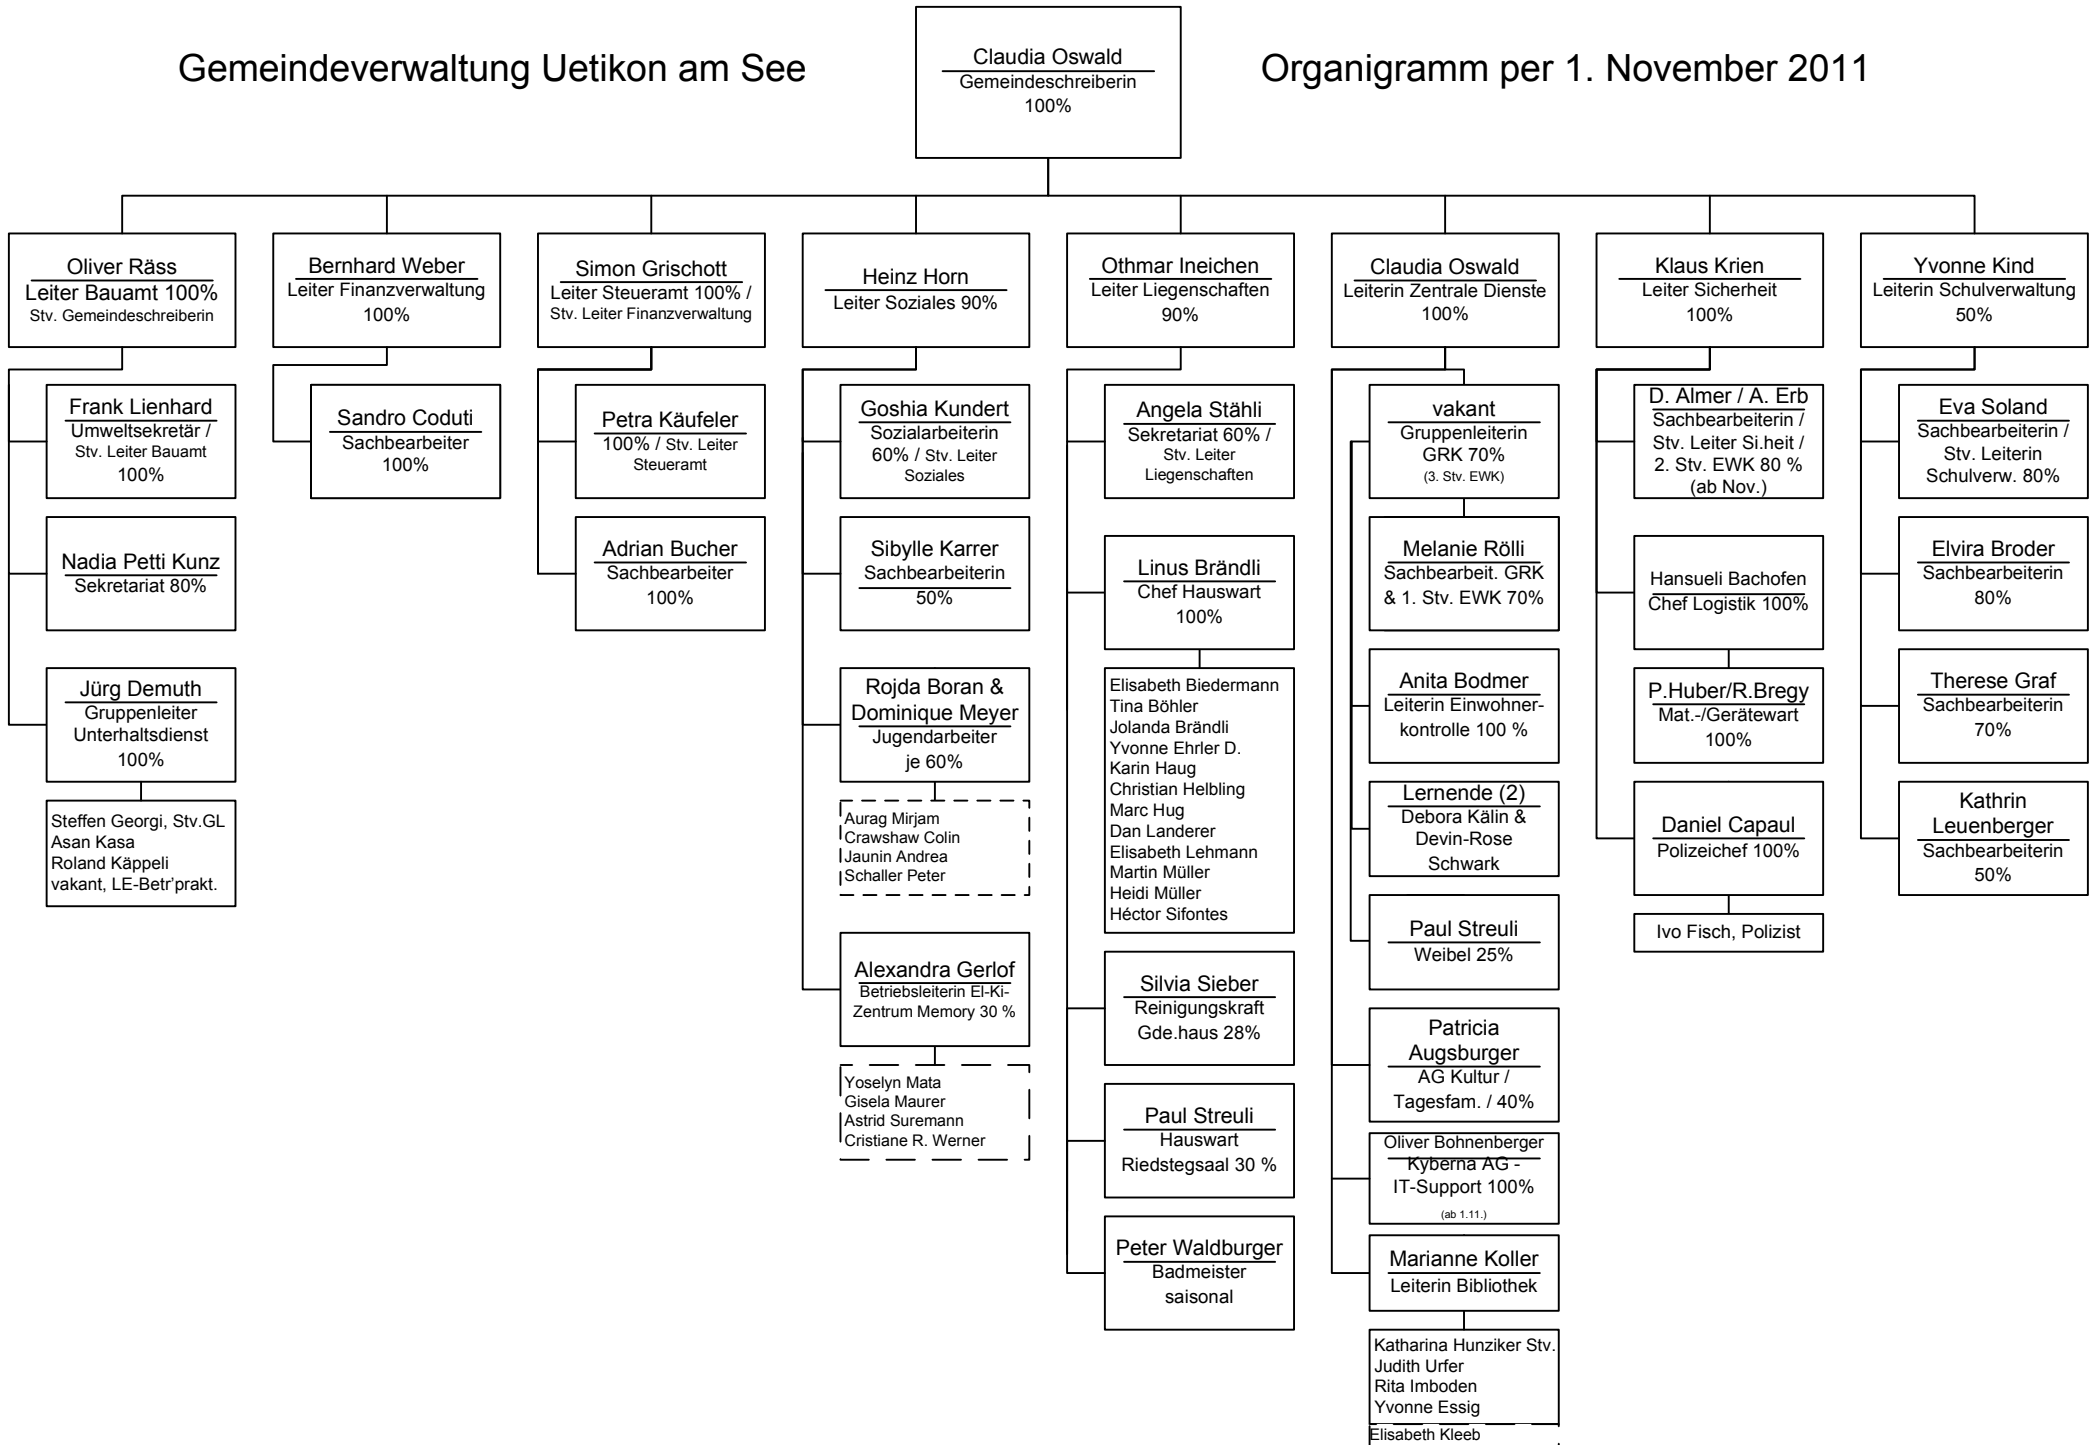 Gemeindeverwaltung Uetikon am See
Claudia Oswald
Gemeindeschreiberin
100%
Organigramm per 1. November 2011
Oliver Räss
Leiter Bauamt 100%
Stv. Gemeindeschreiberin
Bernhard Weber
Leiter Finanzverwaltung
100%
Simon Grischott
Leiter Steueramt 100% /
Stv. Leiter Finanzverwaltung
Heinz Horn
Leiter Soziales 90%
Othmar Ineichen
Leiter Liegenschaften
90%
Claudia Oswald
Leiterin Zentrale Dienste
100%
Klaus Krien
Leiter Sicherheit
100%
Yvonne Kind
Leiterin Schulverwaltung
50%
Frank Lienhard
Umweltsekretär /
Stv. Leiter Bauamt
100%
Nadia Petti Kunz
Sekretariat 80%
Jürg Demuth
Gruppenleiter
Unterhaltsdienst
100%
Steffen Georgi, Stv.GL
Asan Kasa
Roland Käppeli
vakant, LE-Betr'prakt.
Sandro Coduti
Sachbearbeiter
100%
Petra Käufeler
100% / Stv. Leiter
Steueramt
Adrian Bucher
Sachbearbeiter
100%
Goshia Kundert
Sozialarbeiterin
60% / Stv. Leiter
Soziales
Sibylle Karrer
Sachbearbeiterin
50%
Rojda Boran &
Dominique Meyer
Jugendarbeiter
je 60%
Aurag Mirjam
Crawshaw Colin
Jaunin Andrea
Schaller Peter
Alexandra Gerlof
Betriebsleiterin El-Ki-
Zentrum Memory 30 %
Yoselyn Mata
Gisela Maurer
Astrid Suremann
Cristiane R. Werner
Angela Stähli
Sekretariat 60% /
Stv. Leiter
Liegenschaften
Linus Brändli
Chef Hauswart
100%
Elisabeth Biedermann
Tina Böhler
Jolanda Brändli
Yvonne Ehrler D.
Karin Haug
Christian Helbling
Marc Hug
Dan Landerer
Elisabeth Lehmann
Martin Müller
Heidi Müller
Héctor Sifontes
Silvia Sieber
Reinigungskraft
Gde.haus 28%
Paul Streuli
Hauswart
Riedstegsaal 30 %
Peter Waldburger
Badmeister
saisonal
vakant
Gruppenleiterin
GRK 70%
(3. Stv. EWK)
Melanie Rölli
Sachbearbeit. GRK
& 1. Stv. EWK 70%
Anita Bodmer
Leiterin Einwohner-
kontrolle 100 %
Lernende (2)
Debora Kälin &
Devin-Rose
Schwark
Paul Streuli
Weibel 25%
Patricia
Augsburger
AG Kultur /
Tagesfam. / 40%
Oliver Bohnenberger
Kyberna AG -
IT-Support 100%
(ab 1.11.)
Marianne Koller
Leiterin Bibliothek
Katharina Hunziker Stv.
Judith Urfer
Rita Imboden
Yvonne Essig
Elisabeth Kleeb
D. Almer / A. Erb
Sachbearbeiterin /
Stv. Leiter Si.heit /
2. Stv. EWK 80 %
(ab Nov.)
Hansueli Bachofen
Chef Logistik 100%
P.Huber/R.Bregy
Mat.-/Gerätewart
100%
Daniel Capaul
Polizeichef 100%
Ivo Fisch, Polizist
Eva Soland
Sachbearbeiterin /
Stv. Leiterin
Schulverw. 80%
Elvira Broder
Sachbearbeiterin
80%
Therese Graf
Sachbearbeiterin
70%
Kathrin
Leuenberger
Sachbearbeiterin
50%